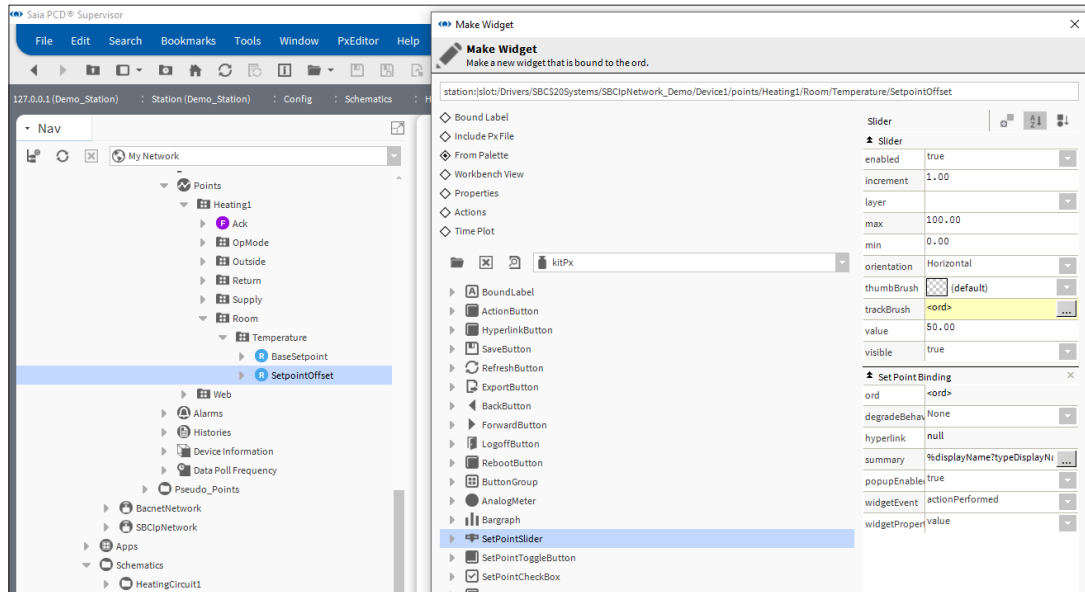 Saia PCD® Supervisor
File Edit Search Bookmarks Tools Window PxEditor Help
127.0.0.1 (Demo_Station) : Station (Demo_Station) : Config : Schematics : H
Nav
My Network
Points
Heating1
F Ack
OpMode
Outside
Return
Supply
Room
Temperature
R BaseSetpoint
R SetpointOffset
Web
Alarms
Histories
Device Information
Data Poll Frequency
Pseudo_Points
BacnetNetwork
SBCIpNetwork
Apps
Schematics
HeatingCircuit1
Make Widget
Make Widget
Make a new widget that is bound to the ord.
station:|slot:/Drivers/SBCS20Systems/SBCIpNetwork_Demo/Device1/points/Heating1/Room/Temperature/SetpointOffset
Bound Label
Include Px File
From Palette
Workbench View
Properties
Actions
Time Plot
kitPx
A BoundLabel
ActionButton
HyperlinkButton
SaveButton
RefreshButton
ExportButton
BackButton
ForwardButton
LogoffButton
RebootButton
ButtonGroup
AnalogMeter
Bargraph
SetPointSlider
SetPointToggleButton
SetPointCheckBox
Slider
Slider
enabled true
increment 1.00
layer
max 100.00
min 0.00
orientation Horizontal
thumbBrush (default)
trackBrush <ord> ...
value 50.00
visible true
Set Point Binding
ord <ord>
degradeBehav None
hyperlink null
summary %displayName?typeDisplayNa ...
popupEnable true
widgetEvent actionPerformed
widgetPropert value